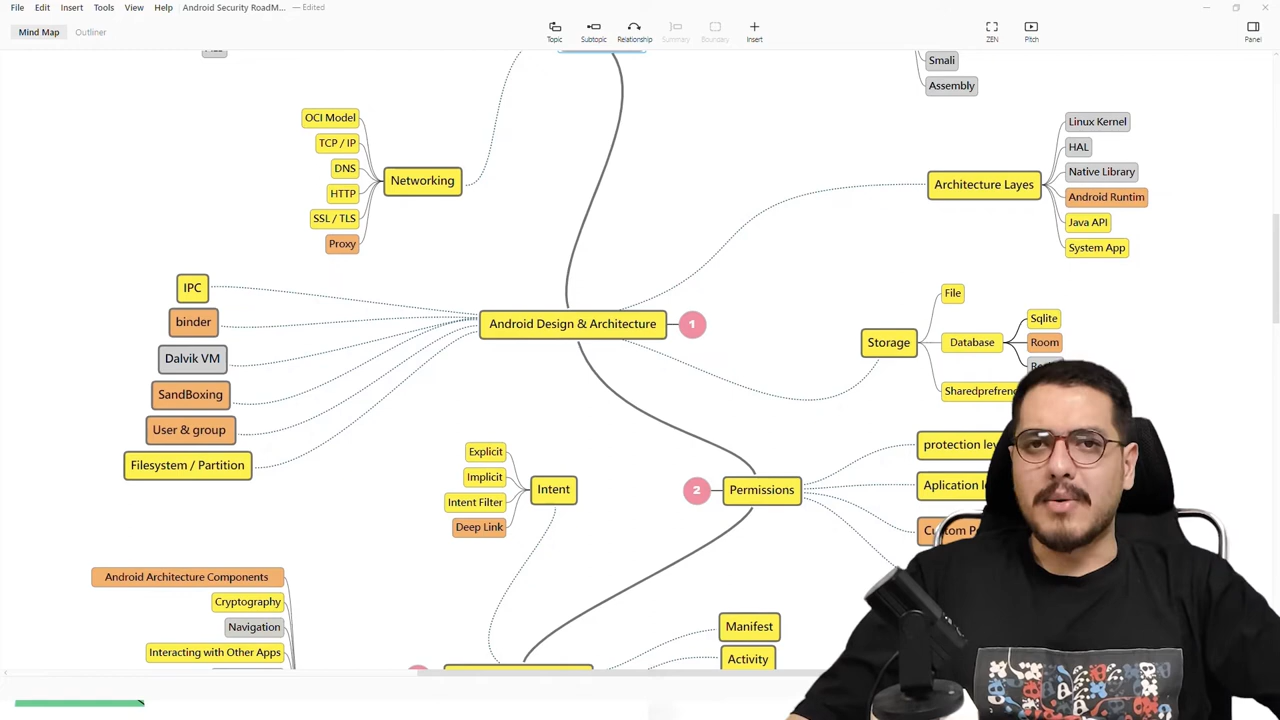 File Edit Insert Tools View Help Android Security RoadM... — Edited
Mind Map Outliner
Topic Subtopic Relationship Summary Boundary Insert ZEN Pitch Panel
Smali
Assembly
OCI Model
TCP / IP
DNS
HTTP
SSL / TLS
Proxy
Networking
Architecture Layes
Linux Kernel
HAL
Native Library
Android Runtim
Java API
System App
IPC
binder
Dalvik VM
SandBoxing
User & group
Filesystem / Partition
Android Design & Architecture
1
Storage
File
Database
Sqlite
Room
Sharedprefren
Explicit
Implicit
Intent Filter
Deep Link
Intent
2
Permissions
protection le
Aplication l
Android Architecture Components
Cryptography
Navigation
Interacting with Other Apps
Manifest
Activity